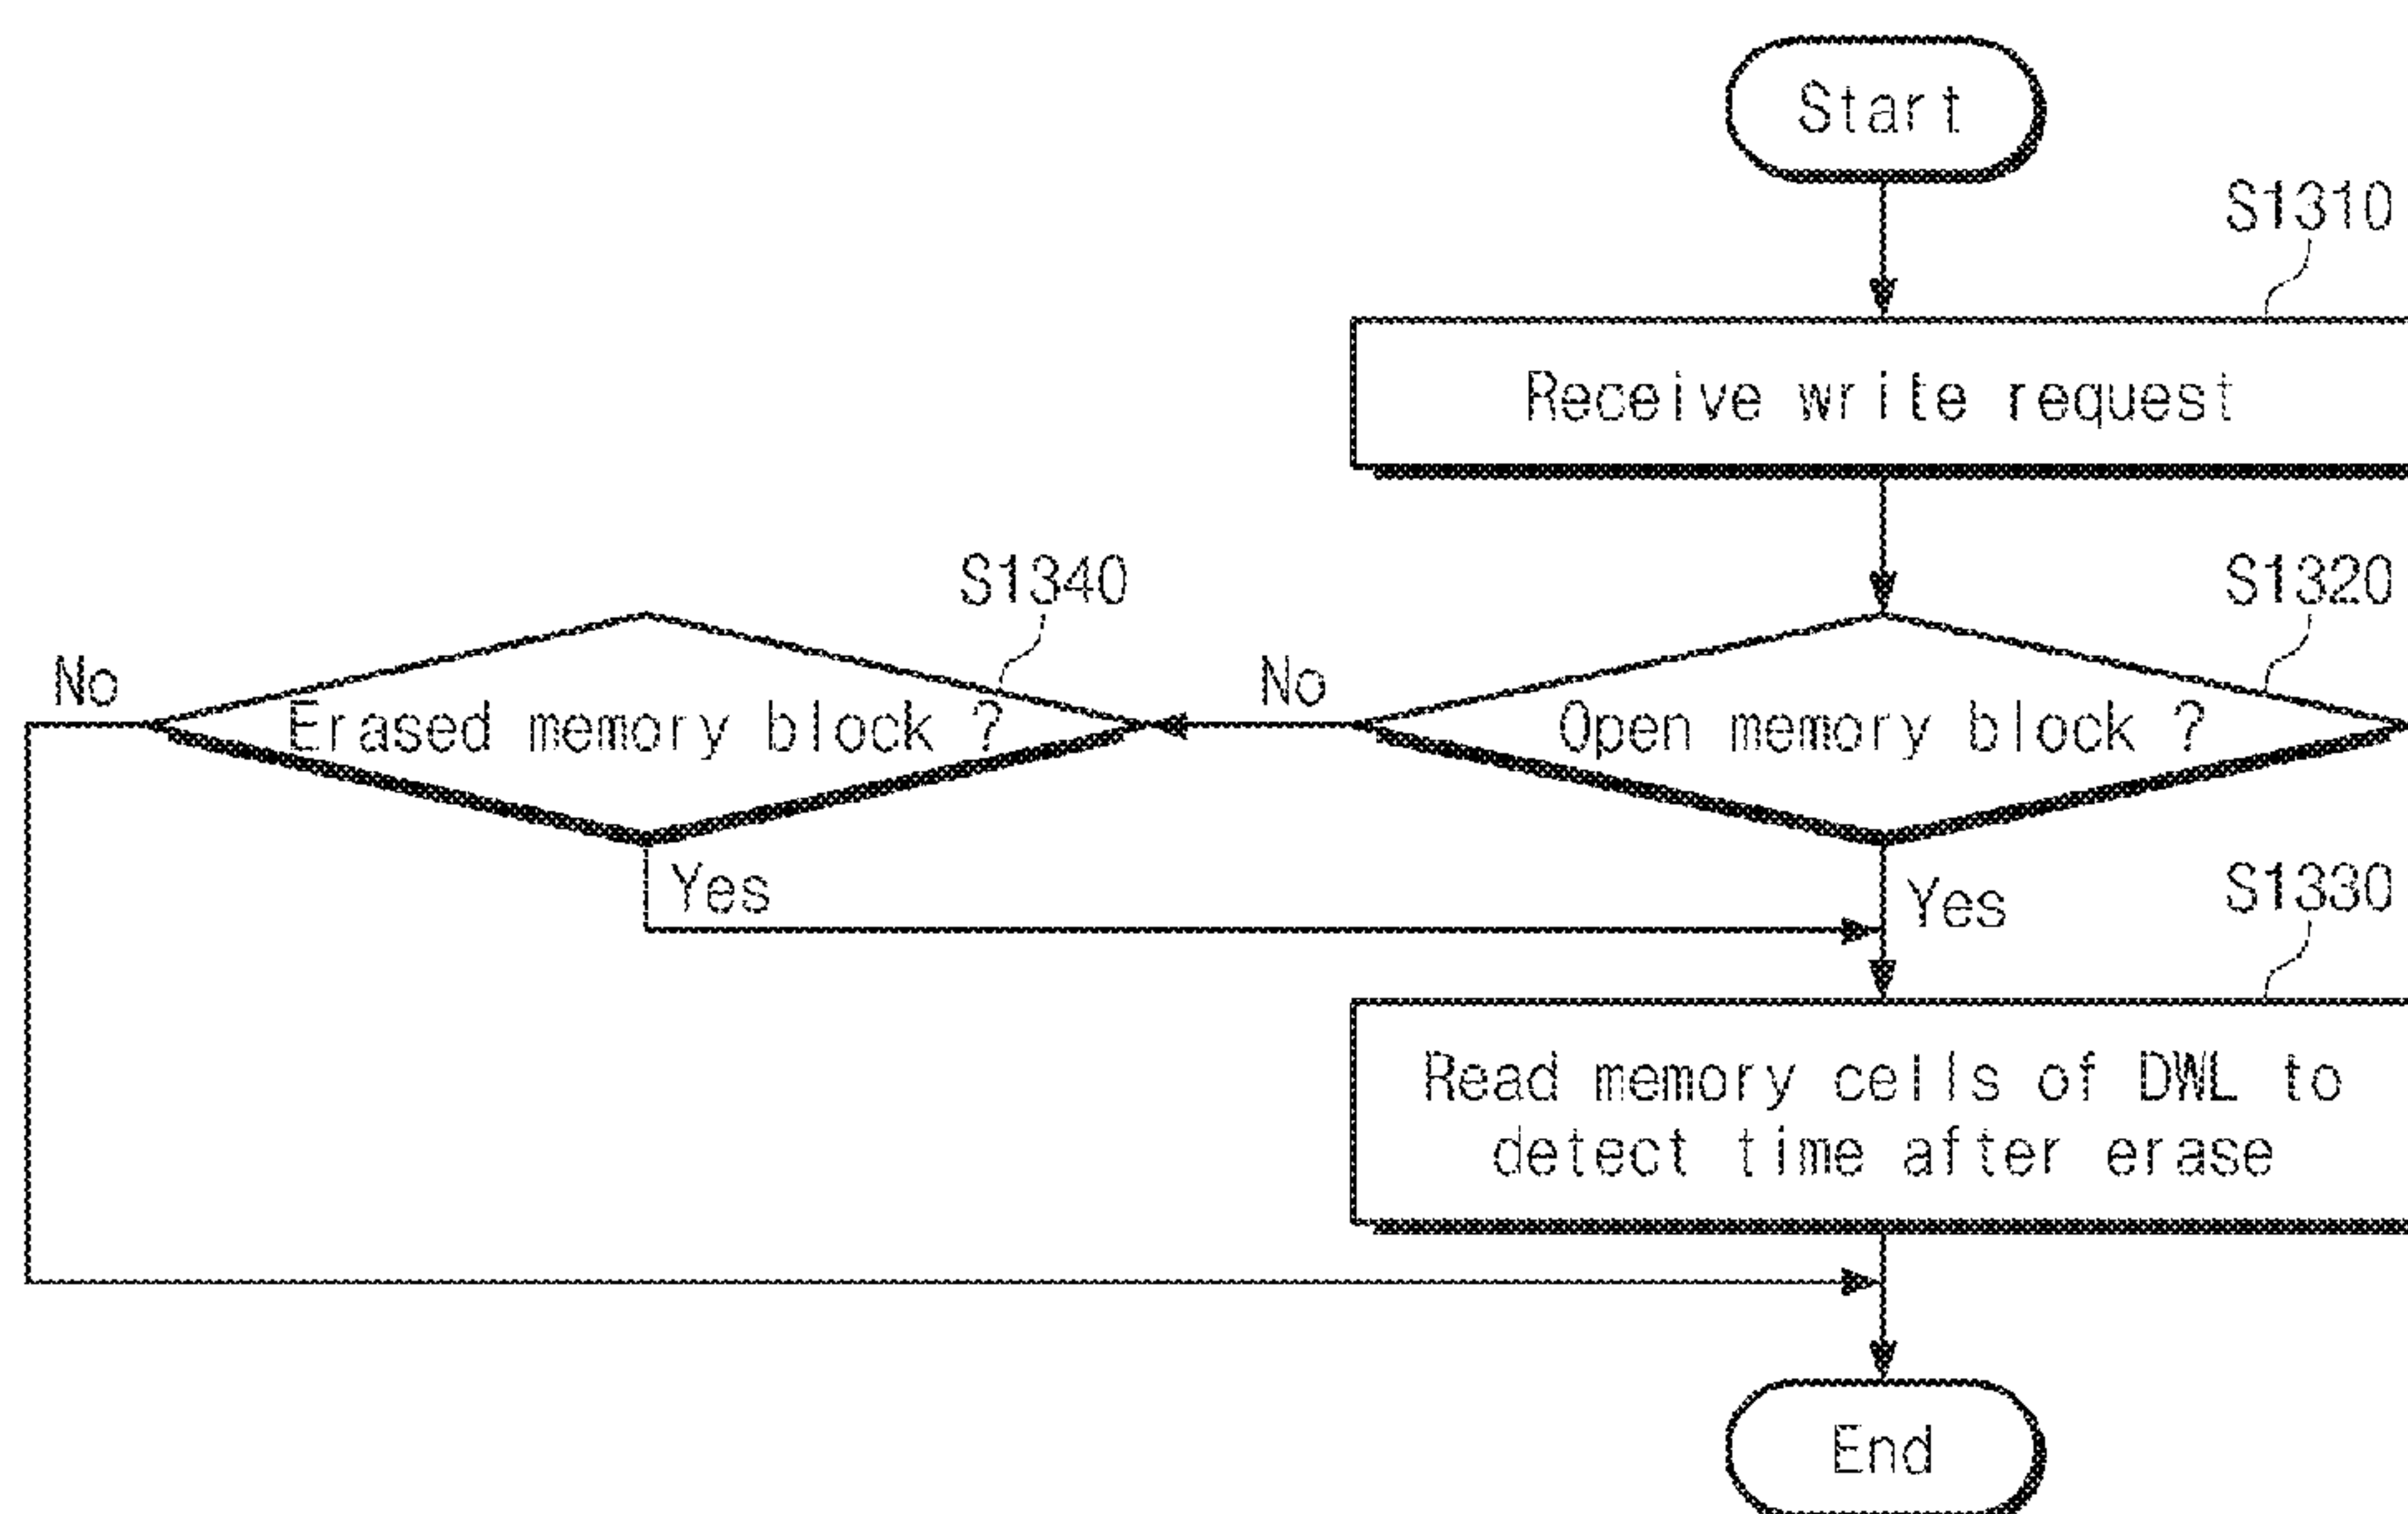 Start
S1310
Receive write request
S1340
S1320
No
Erased memory block ?
No
Open memory block ?
Yes
Yes
S1330
Read memory cells of DWL to
detect time after erase
End